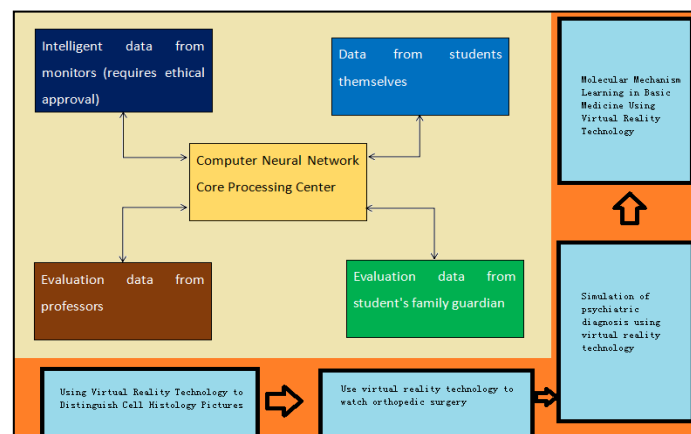 Intelligent data from
monitors (requires ethical
approval)
Data from students
themselves
Computer Neural Network
Core Processing Center
Evaluation data from
professors
Evaluation data from
student's family guardian
Molecular Mechanism
Learning in Basic
Medicine Using
Virtual Reality
Technology
Simulation of
psychiatric
diagnosis using
virtual reality
technology
Using Virtual Reality Technology to
Distinguish Cell Histology Pictures
Use virtual reality technology to
watch orthopedic surgery